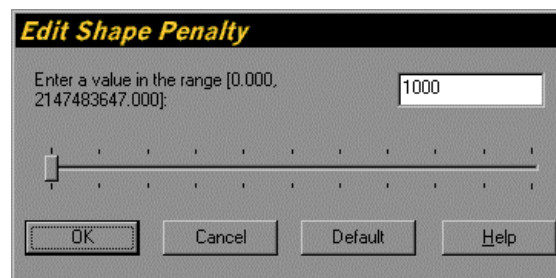 Edit Shape Penalty
Enter a value in the range [0.000,
2147483647.000]:
1000
OK
Cancel
Default
Help